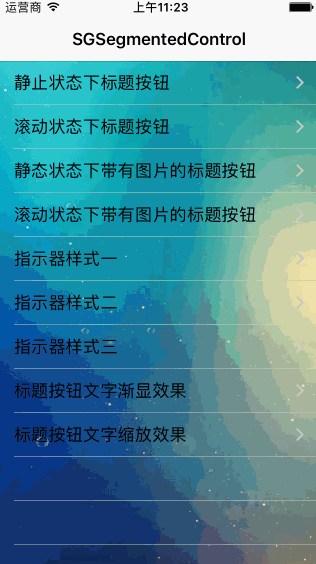 运营商 上午11:23
SGSegmentedControl
静止状态下标题按钮
滚动状态下标题按钮
静态状态下带有图片的标题按钮
滚动状态下带有图片的标题按钮
指示器样式一
指示器样式二
指示器样式三
标题按钮文字渐显效果
标题按钮文字缩放效果